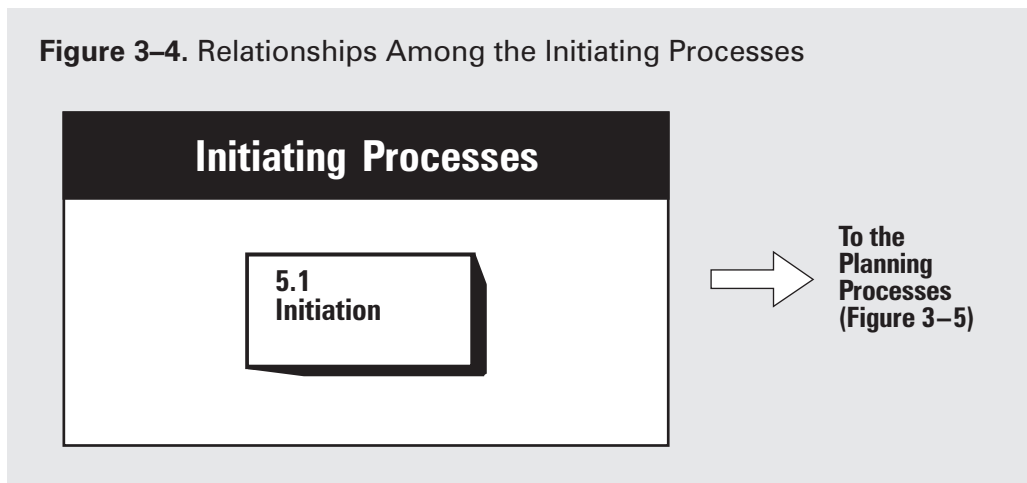 Figure 3–4. Relationships Among the Initiating Processes
Initiating Processes
5.1
Initiation
To the
Planning
Processes
(Figure 3–5)